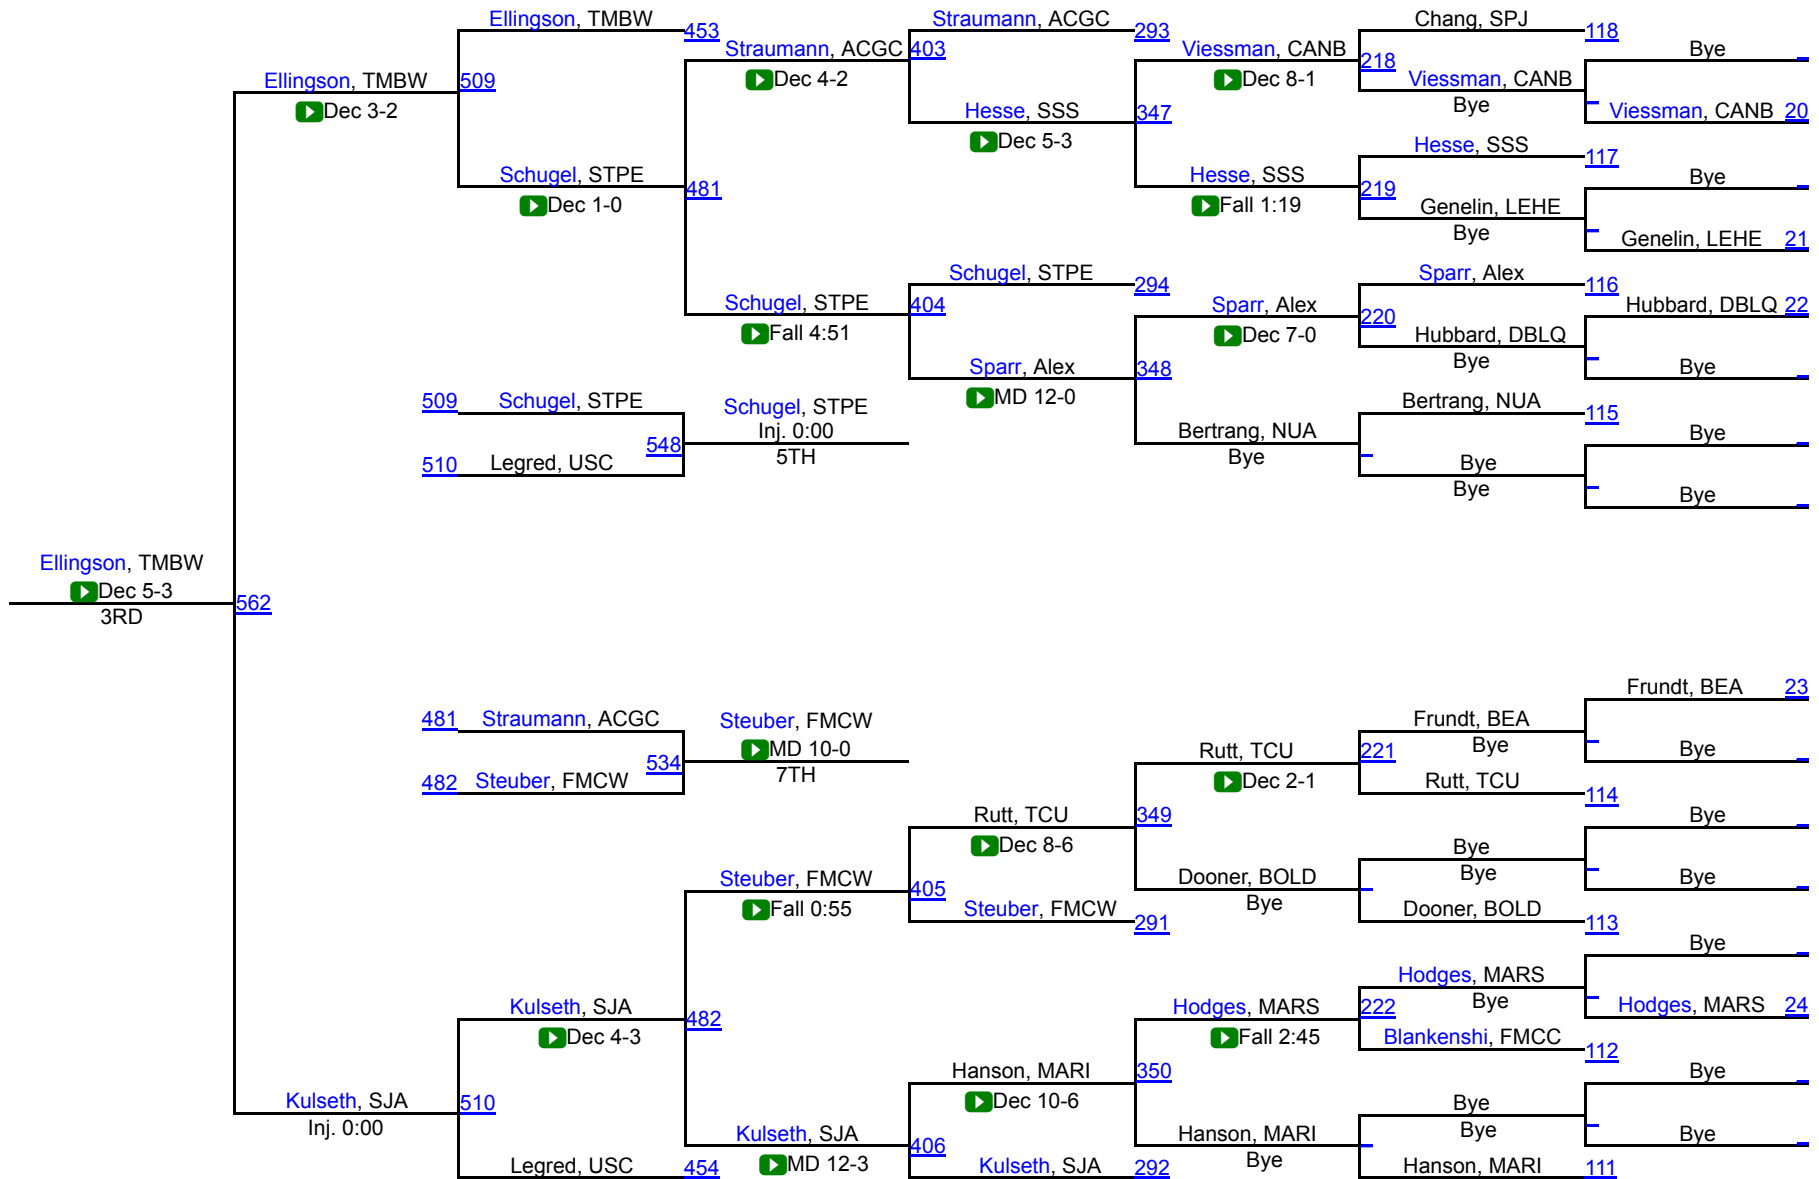 Ellingson, TMBW
453
Straumann, ACGC
293
Chang, SPJ
118
Bye
Straumann, ACGC
403
Dec 4-2
Viessman, CANB
218
Dec 8-1
Ellingson, TMBW
509
Dec 3-2
Viessman, CANB
Bye
Viessman, CANB 20
Hesse, SSS
347
Dec 5-3
Hesse, SSS
117
Bye
Schugel, STPE
481
Dec 1-0
Hesse, SSS
219
Fall 1:19
Genelin, LEHE
Bye
Genelin, LEHE 21
Schugel, STPE
294
Sparr, Alex
116
Hubbard, DBLQ 22
Schugel, STPE
404
Fall 4:51
Sparr, Alex
220
Dec 7-0
Hubbard, DBLQ
Bye
Bye
Sparr, Alex
348
MD 12-0
509 Schugel, STPE
548
510 Legred, USC
Schugel, STPE
Inj. 0:00
5TH
Bertrang, NUA
115
Bye
Bertrang, NUA
Bye
Bye
Bye
Bye
Ellingson, TMBW
Dec 5-3
562
3RD
Frundt, BEA 23
481 Straumann, ACGC
534
482 Steuber, FMCW
Steuber, FMCW
MD 10-0
7TH
Frundt, BEA
Bye
Bye
Rutt, TCU
221
Dec 2-1
Rutt, TCU
114
Rutt, TCU
349
Dec 8-6
Bye
Bye
Bye
Bye
Steuber, FMCW
405
Fall 0:55
Dooner, BOLD
Bye
Steuber, FMCW
291
Dooner, BOLD
113
Bye
Hodges, MARS
Bye
Hodges, MARS 24
Kulseth, SJA
482
Dec 4-3
Hodges, MARS
222
Fall 2:45
Blankenshi, FMCC
112
Hanson, MARI
350
Dec 10-6
Bye
Kulseth, SJA
510
Inj. 0:00
Bye
Bye
Bye
Kulseth, SJA
406
MD 12-3
Hanson, MARI
Bye
Legred, USC
454
Kulseth, SJA
292
Hanson, MARI
111